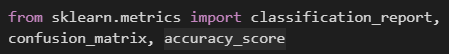 from sklearn.metrics import classification_report,
confusion_matrix, accuracy_score